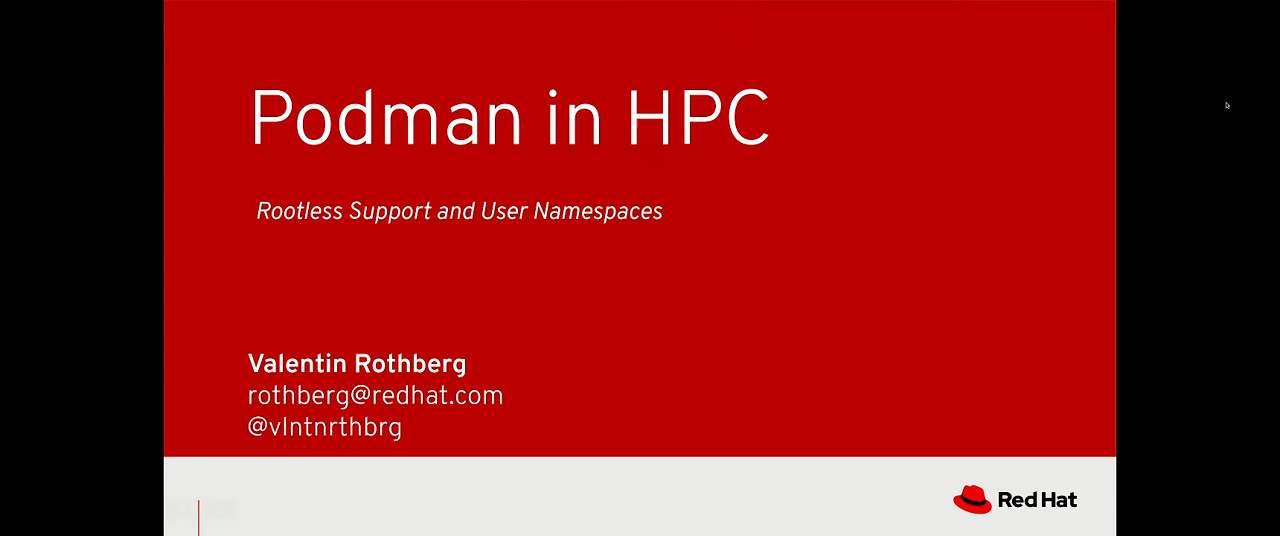 Podman in HPC
Rootless Support and User Namespaces
Valentin Rothberg
rothberg@redhat.com
@vlntnrthbrg
Red Hat